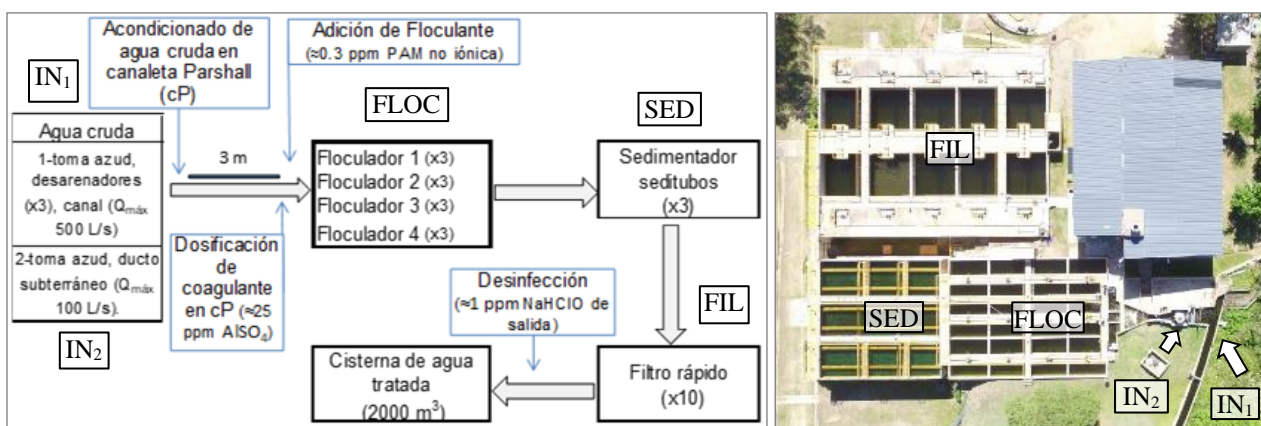 IN₁
Acondicionado de
agua cruda en
canaleta Parshall
(cP)
Adición de Floculante
(≈0.3 ppm PAM no iónica)
Agua cruda
1-toma azud,
desarenadores
(x3), canal (Qmáx
500 L/s)
2-toma azud, ducto
subterráneo (Qmáx
100 L/s).
IN₂
3 m
Dosificación
de
coagulante
en cP (≈25
ppm AlSO₄)
FLOC
Floculador 1 (x3)
Floculador 2 (x3)
Floculador 3 (x3)
Floculador 4 (x3)
SED
Sedimentador
seditubos
(x3)
FIL
Filtro rápido
(x10)
Desinfección
(≈1 ppm NaHClO de
salida)
Cisterna de agua
tratada
(2000 m³)
FIL
SED
FLOC
IN₂
IN₁